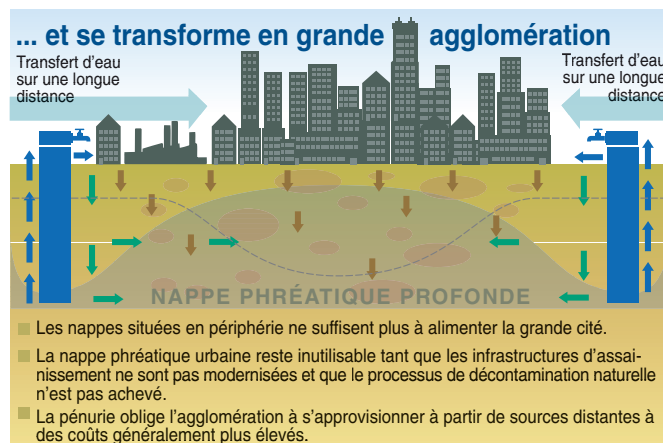 ... et se transforme en grande agglomération
Transfert d'eau
sur une longue
distance
Transfert d'eau
sur une longue
distance
NAPPE PHRÉATIQUE PROFONDE
Les nappes situées en périphérie ne suffisent plus à alimenter la grande cité.
La nappe phréatique urbaine reste inutilisable tant que les infrastructures d'assai-
nissement ne sont pas modernisées et que le processus de décontamination naturelle
n'est pas achevé.
La pénurie oblige l'agglomération à s'approvisionner à partir de sources distantes à
des coûts généralement plus élevés.